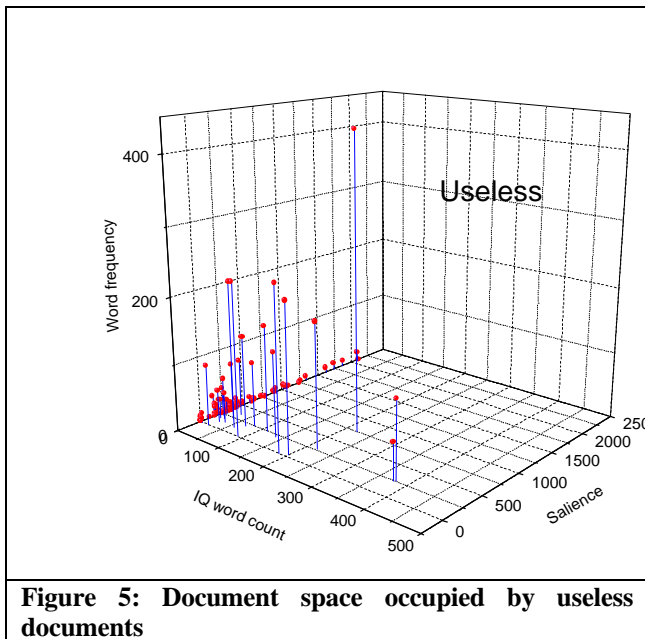 400
Useless
Word frequency
200
0
0
100
200
300
400
500
IQ word count
0
500
1000
1500
2000
250
Salience
Figure 5: Document space occupied by useless
documents